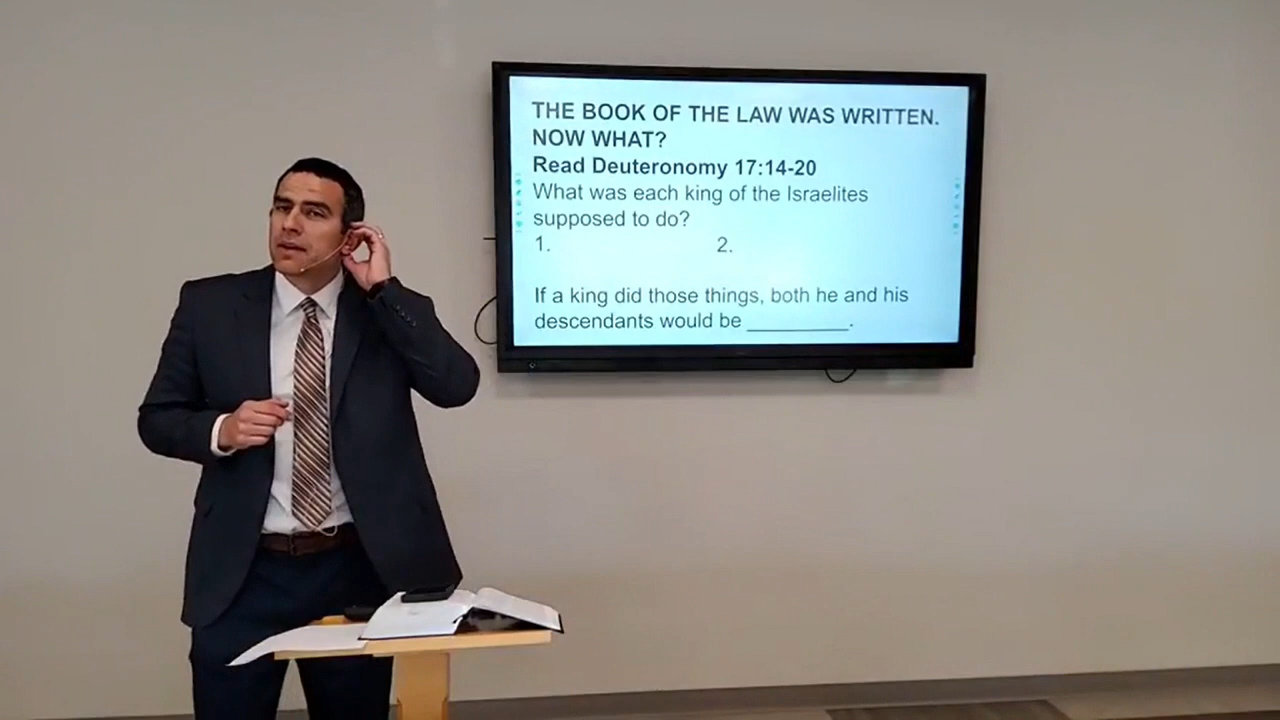 THE BOOK OF THE LAW WAS WRITTEN.
NOW WHAT?
Read Deuteronomy 17:14-20
What was each king of the Israelites
supposed to do?
1. 2.
If a king did those things, both he and his
descendants would be _________.